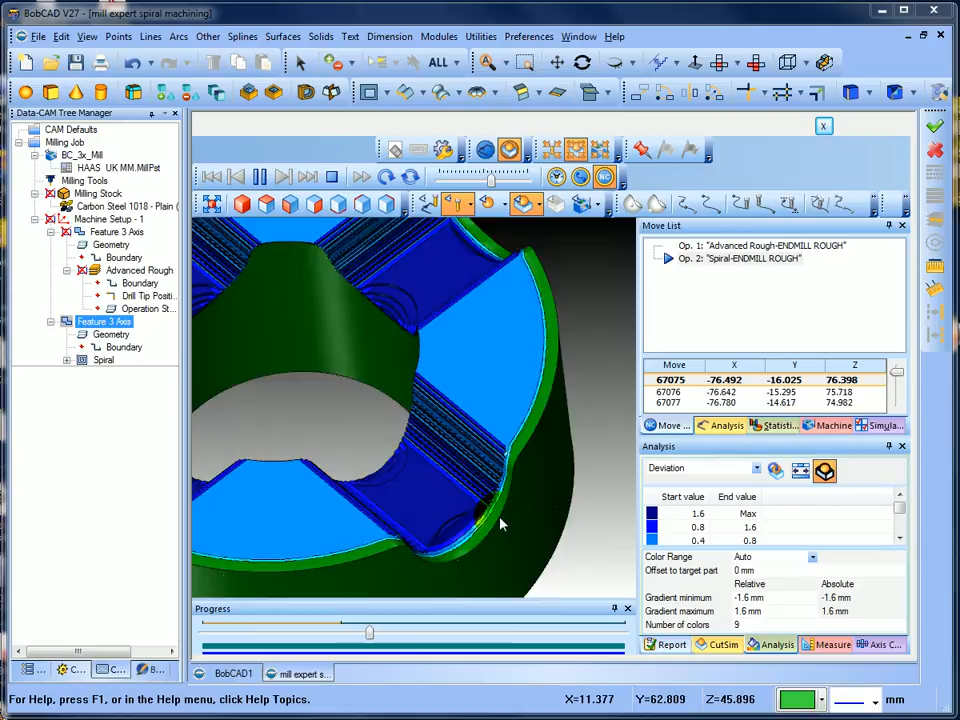 BobCAD V27 - [mill expert spiral machining]
File Edit View Points Lines Arcs Other Splines Surfaces Solids Text Dimension Modules Utilities Preferences Window Help
ALL
Data-CAM Tree Manager
CAM Defaults
Milling Job
BC_3x_Mill
HAAS UK MM.MillPst
Milling Tools
Milling Stock
Carbon Steel 1018 - Plain (
Machine Setup - 1
Feature 3 Axis
Geometry
Boundary
Advanced Rough
Boundary
Drill Tip Positi...
Operation St...
Feature 3 Axis
Geometry
Boundary
Spiral
x
NC
Move List
Op. 1: "Advanced Rough-ENDMILL ROUGH"
Op. 2: "Spiral-ENDMILL ROUGH"
Move X Y Z
67075 -76.492 -16.025 76.398
67076 -76.642 -15.295 75.718
67077 -76.780 -14.617 74.982
NC Move ... Analysis Statisti... Machine Simula...
Analysis
Deviation
Start value End value
1.6 Max
0.8 1.6
0.4 0.8
Color Range Auto
Offset to target part 0 mm
Relative Absolute
Gradient minimum -1.6 mm -1.6 mm
Gradient maximum 1.6 mm 1.6 mm
Number of colors 9
Report CutSim Analysis Measure Axis C...
Progress
... C... C... B...
BobCAD1 mill expert s...
For Help, press F1, or in the Help menu, click Help Topics. X=11.377 Y=62.809 Z=45.896 mm